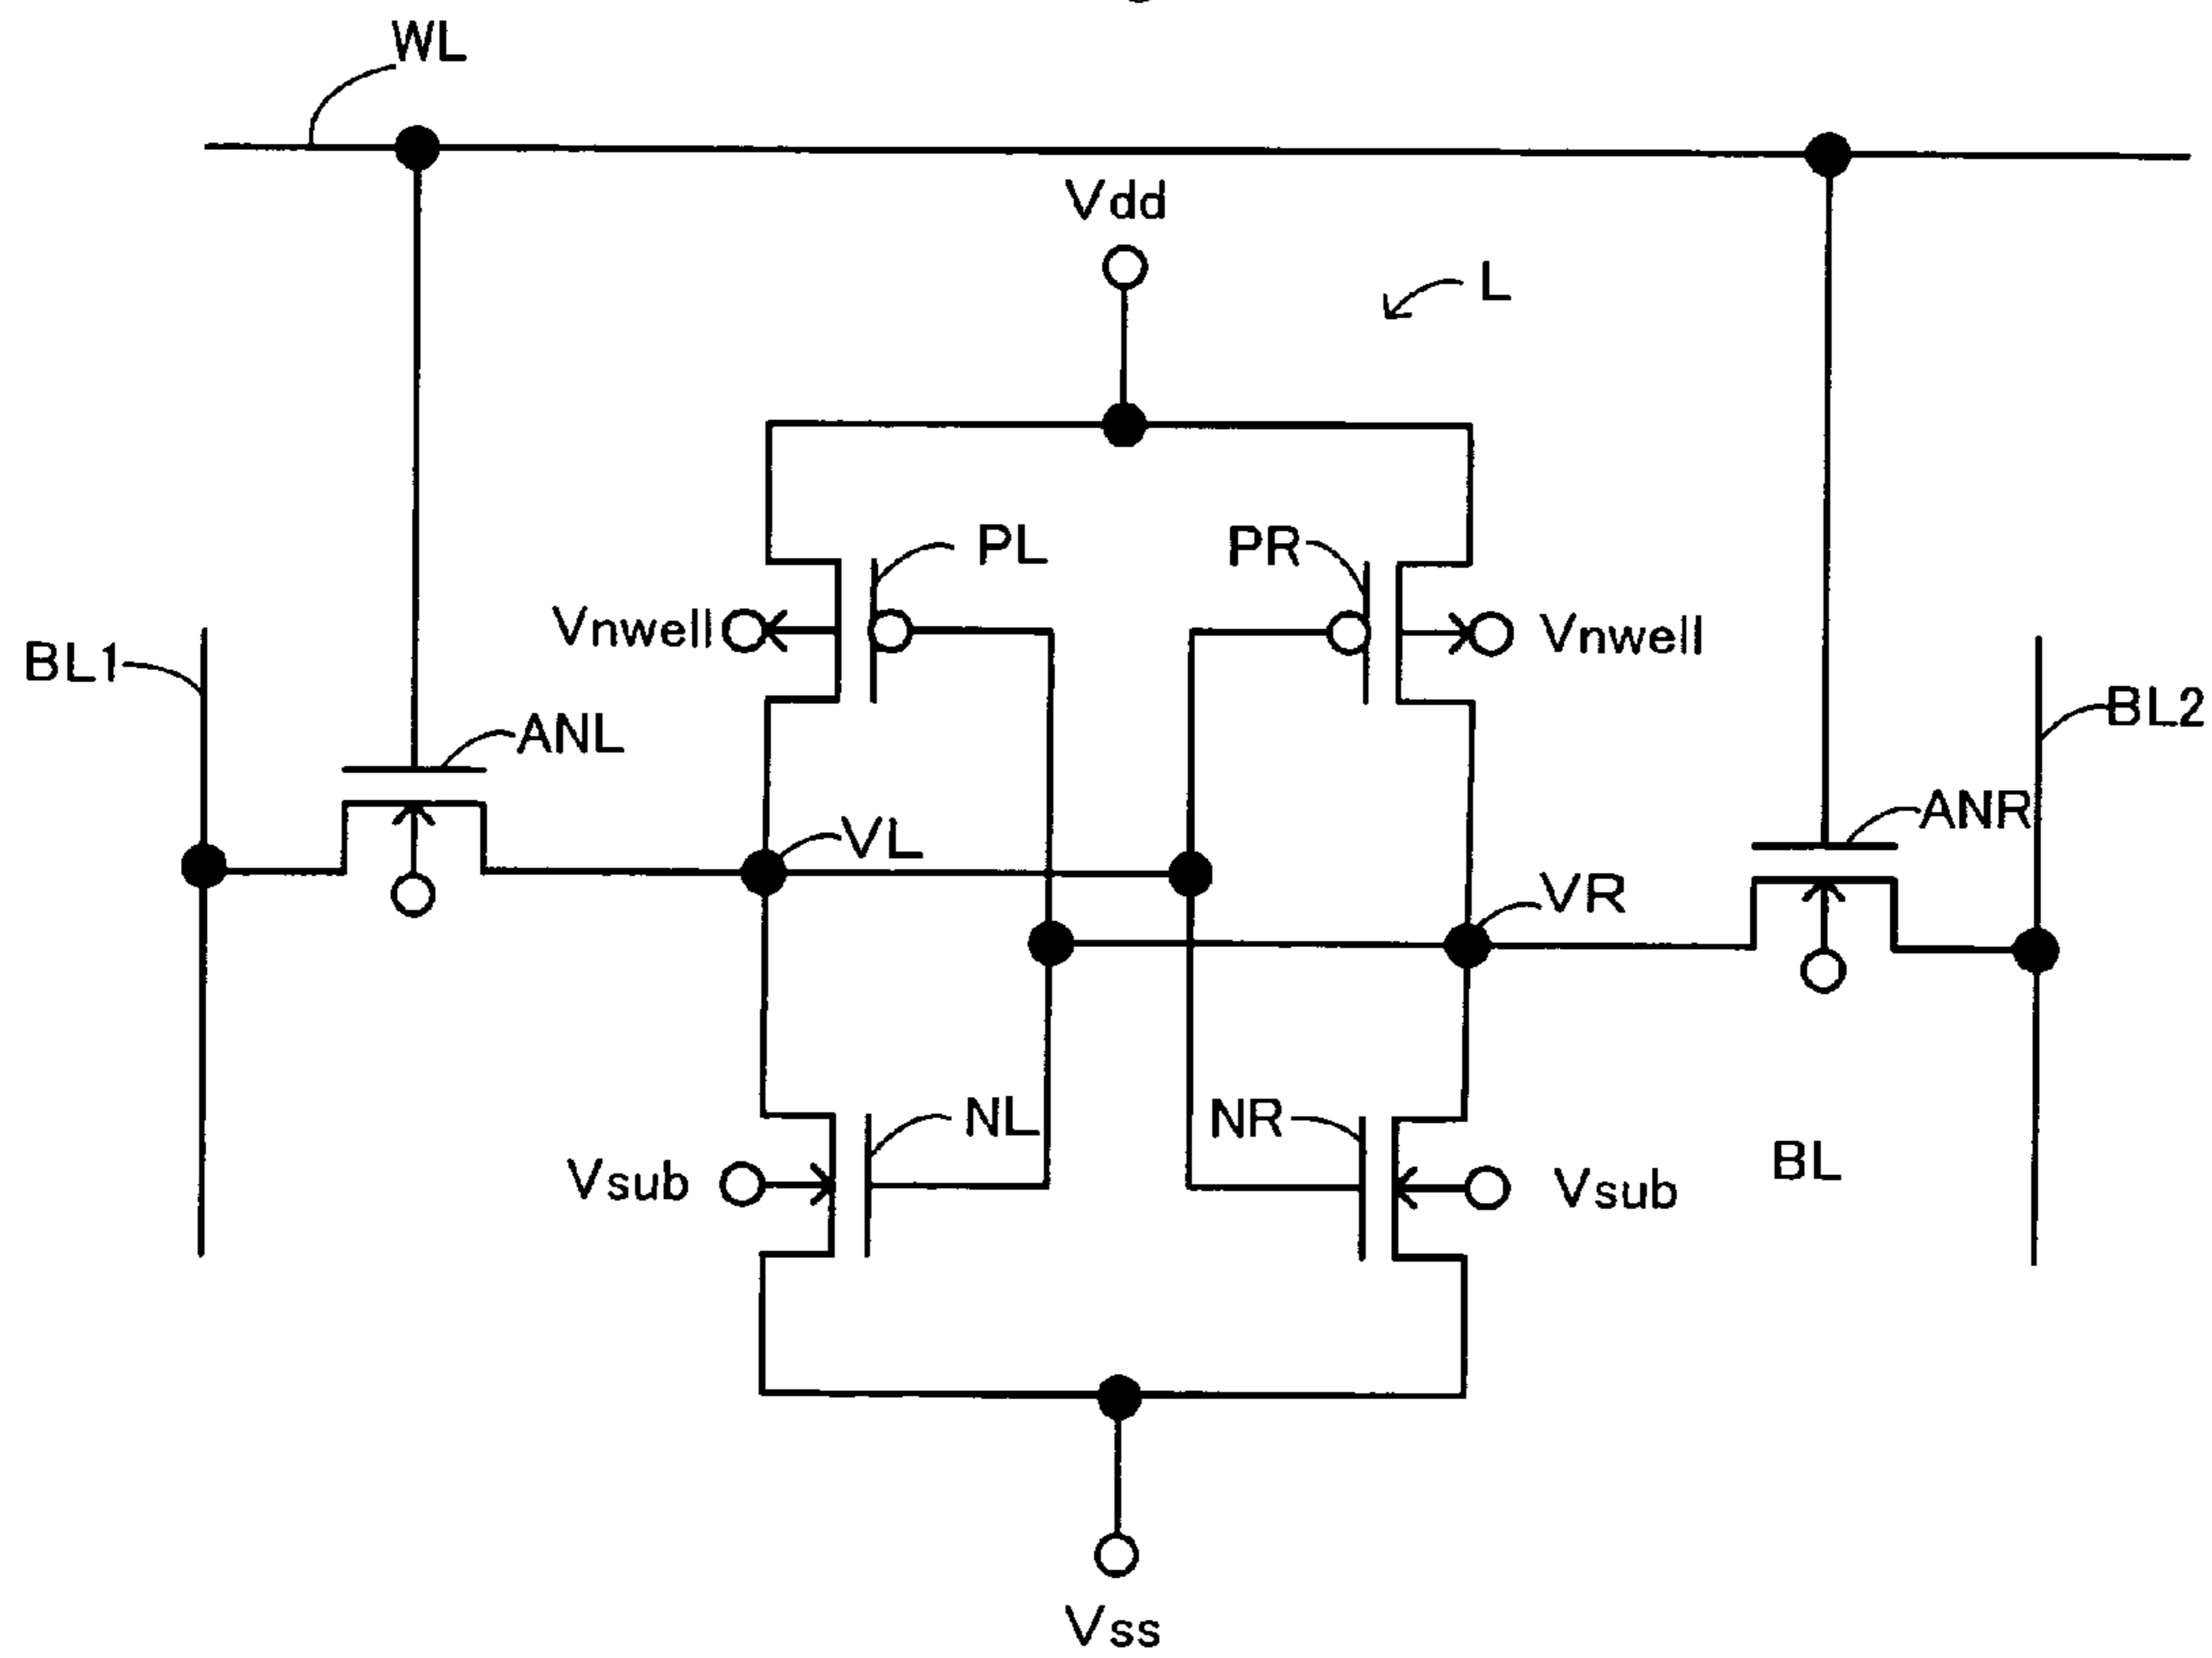 WL
Vdd
L
PL
PR
Vnwell
Vnwell
BL1
BL2
ANL
ANR
VL
VR
NL
NR
Vsub
Vsub
BL
Vss